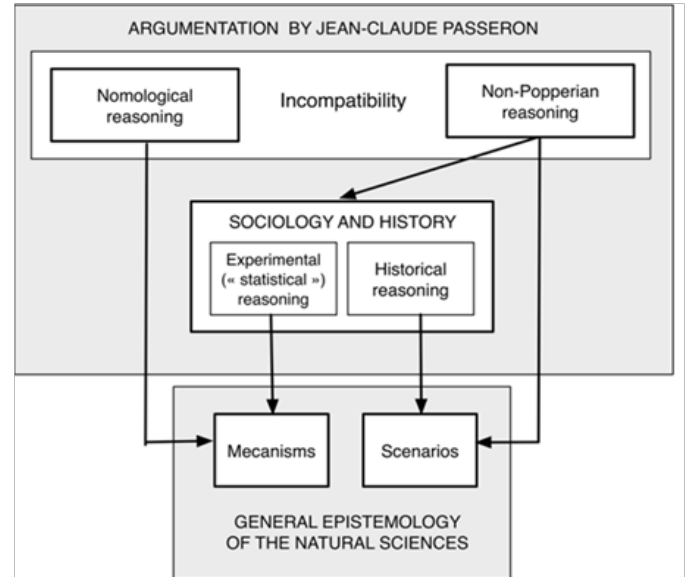 ARGUMENTATION BY JEAN-CLAUDE PASSERON
Nomological
reasoning
Incompatibility
Non-Popperian
reasoning
SOCIOLOGY AND HISTORY
Experimental
(« statistical »)
reasoning
Historical
reasoning
Mecanisms
Scenarios
GENERAL EPISTEMOLOGY
OF THE NATURAL SCIENCES